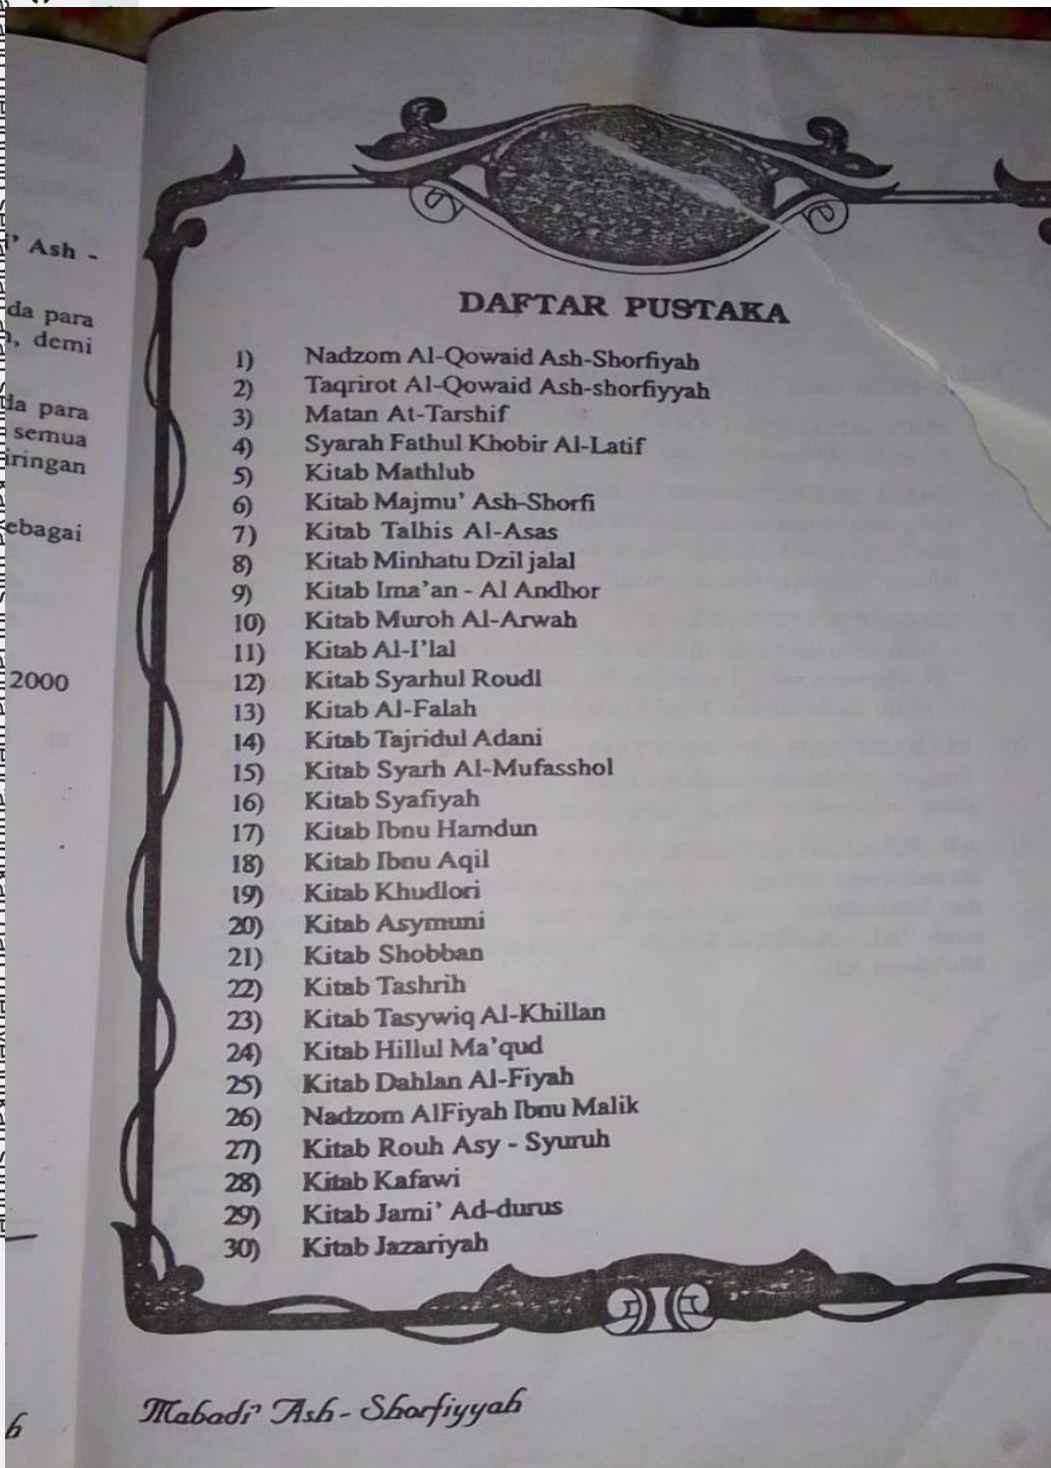 ' Ash -
da para
, demi
da para
semua
iringan
ebagai
2000
DAFTAR PUSTAKA
1) Nadzom Al-Qowaid Ash-Shorfiyah
2) Taqrirot Al-Qowaid Ash-shorfiyyah
3) Matan At-Tarshif
4) Syarah Fathul Khobir Al-Latif
5) Kitab Mathlub
6) Kitab Majmu' Ash-Shorfi
7) Kitab Talhis Al-Asas
8) Kitab Minhatu Dzil jalal
9) Kitab Ima'an - Al Andhor
10) Kitab Muroh Al-Arwah
11) Kitab Al-I'lal
12) Kitab Syarhul Roudl
13) Kitab Al-Falah
14) Kitab Tajridul Adani
15) Kitab Syarh Al-Mufasshol
16) Kitab Syafiyah
17) Kitab Ibnu Hamdun
18) Kitab Ibnu Aqil
19) Kitab Khudlori
20) Kitab Asymuni
21) Kitab Shobban
22) Kitab Tashrih
23) Kitab Tasywiq Al-Khillan
24) Kitab Hillul Ma'qud
25) Kitab Dahlan Al-Fiyah
26) Nadzom AlFiyah Ibnu Malik
27) Kitab Rouh Asy - Syuruh
28) Kitab Kafawi
29) Kitab Jami' Ad-durus
30) Kitab Jazariyah
Mabadi' Ash - Shorfiyyah
h